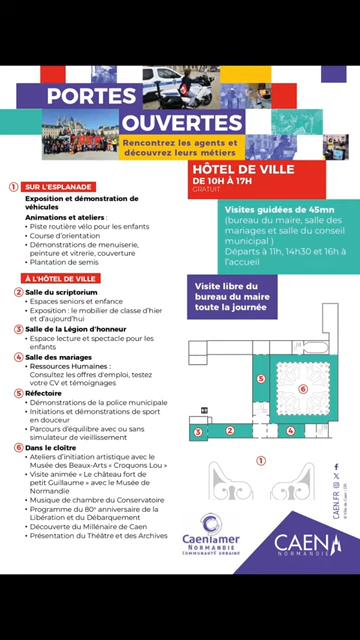 PORTES
OUVERTES
Rencontrez les agents et
découvrez leurs métiers
HÔTEL DE VILLE
DE 10H À 17H
GRATUIT
Visites guidées de 45mn
(bureau du maire, salle des
mariages et salle du conseil
municipal )
Départs à 11h, 14h30 et 16h à
l'accueil
Visite libre du
bureau du maire
toute la journée
1 SUR L'ESPLANADE
Exposition et démonstration de
véhicules
Animations et ateliers :
• Piste routière vélo pour les enfants
• Course d'orientation
• Démonstrations de menuiserie,
peinture et vitrerie, couverture
• Plantation de semis
À L'HÔTEL DE VILLE
2 Salle du scriptorium
• Espaces seniors et enfance
• Exposition : le mobilier de classe d'hier
et d'aujourd'hui
3 Salle de la Légion d'honneur
• Espace lecture et spectacle pour les
enfants
4 Salle des mariages
• Ressources Humaines :
Consultez les offres d'emploi, testez
votre CV et témoignages
5 Réfectoire
• Démonstrations de la police municipale
• Initiations et démonstrations de sport
en douceur
• Parcours d'équilibre avec ou sans
simulateur de vieillissement
6 Dans le cloître
• Ateliers d'initiation artistique avec le
Musée des Beaux-Arts « Croquons Lou »
• Visite animée « Le château fort de
petit Guillaume » avec le Musée de
Normandie
• Musique de chambre du Conservatoire
• Programme du 80e anniversaire de la
Libération et du Débarquement
• Découverte du Millénaire de Caen
• Présentation du Théâtre et des Archives
5
6
3
2
4
1
CAEN.FR
Caen la mer
NORMANDIE
COMMUNAUTÉ URBAINE
CAEN
NORMANDIE